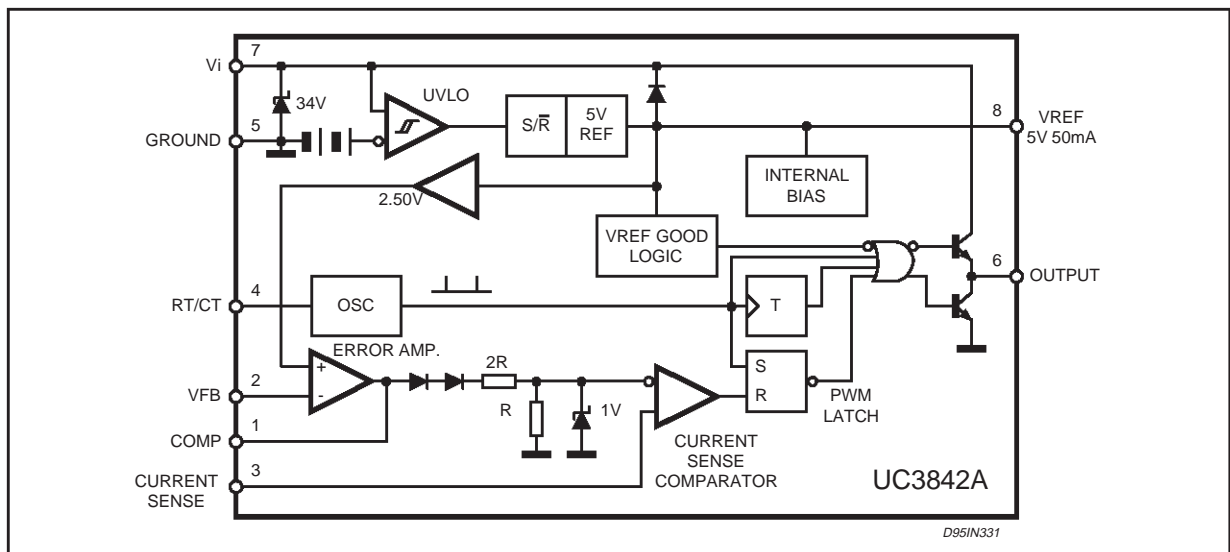 7
Vi
34V
UVLO
S/R̅
5V
REF
8
VREF
5V 50mA
5
GROUND
INTERNAL
BIAS
2.50V
VREF GOOD
LOGIC
6
OUTPUT
4
RT/CT
OSC
T
ERROR AMP.
2R
+
S
2
VFB
-
R
1V
R
PWM
LATCH
1
COMP
CURRENT
SENSE
COMPARATOR
3
CURRENT
SENSE
UC3842A
D95IN331